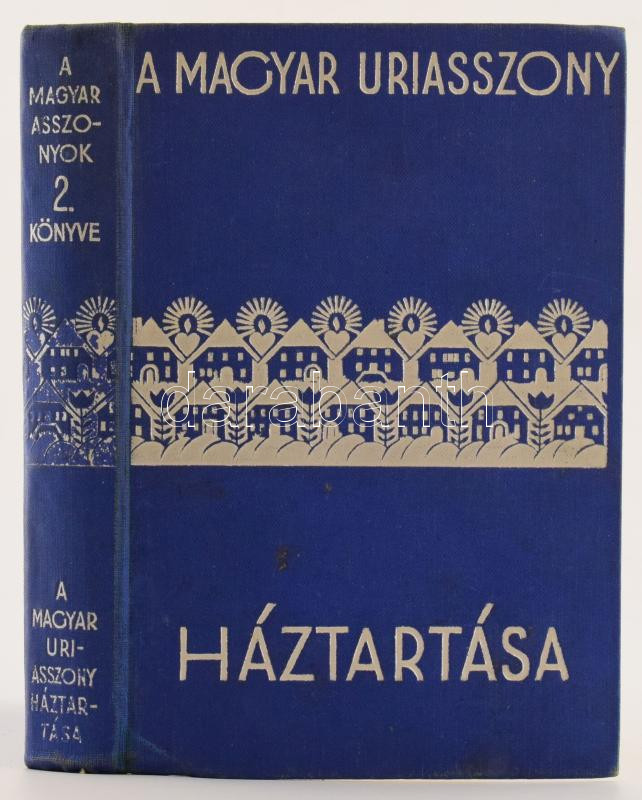 A
MAGYAR
ASSZO-
NYOK
2.
KÖNYVE
A
MAGYAR
URI-
ASSZONY
HÁZTAR-
TÁSA
A MAGYAR URIASSZONY
HÁZTARTÁSA
darabanth